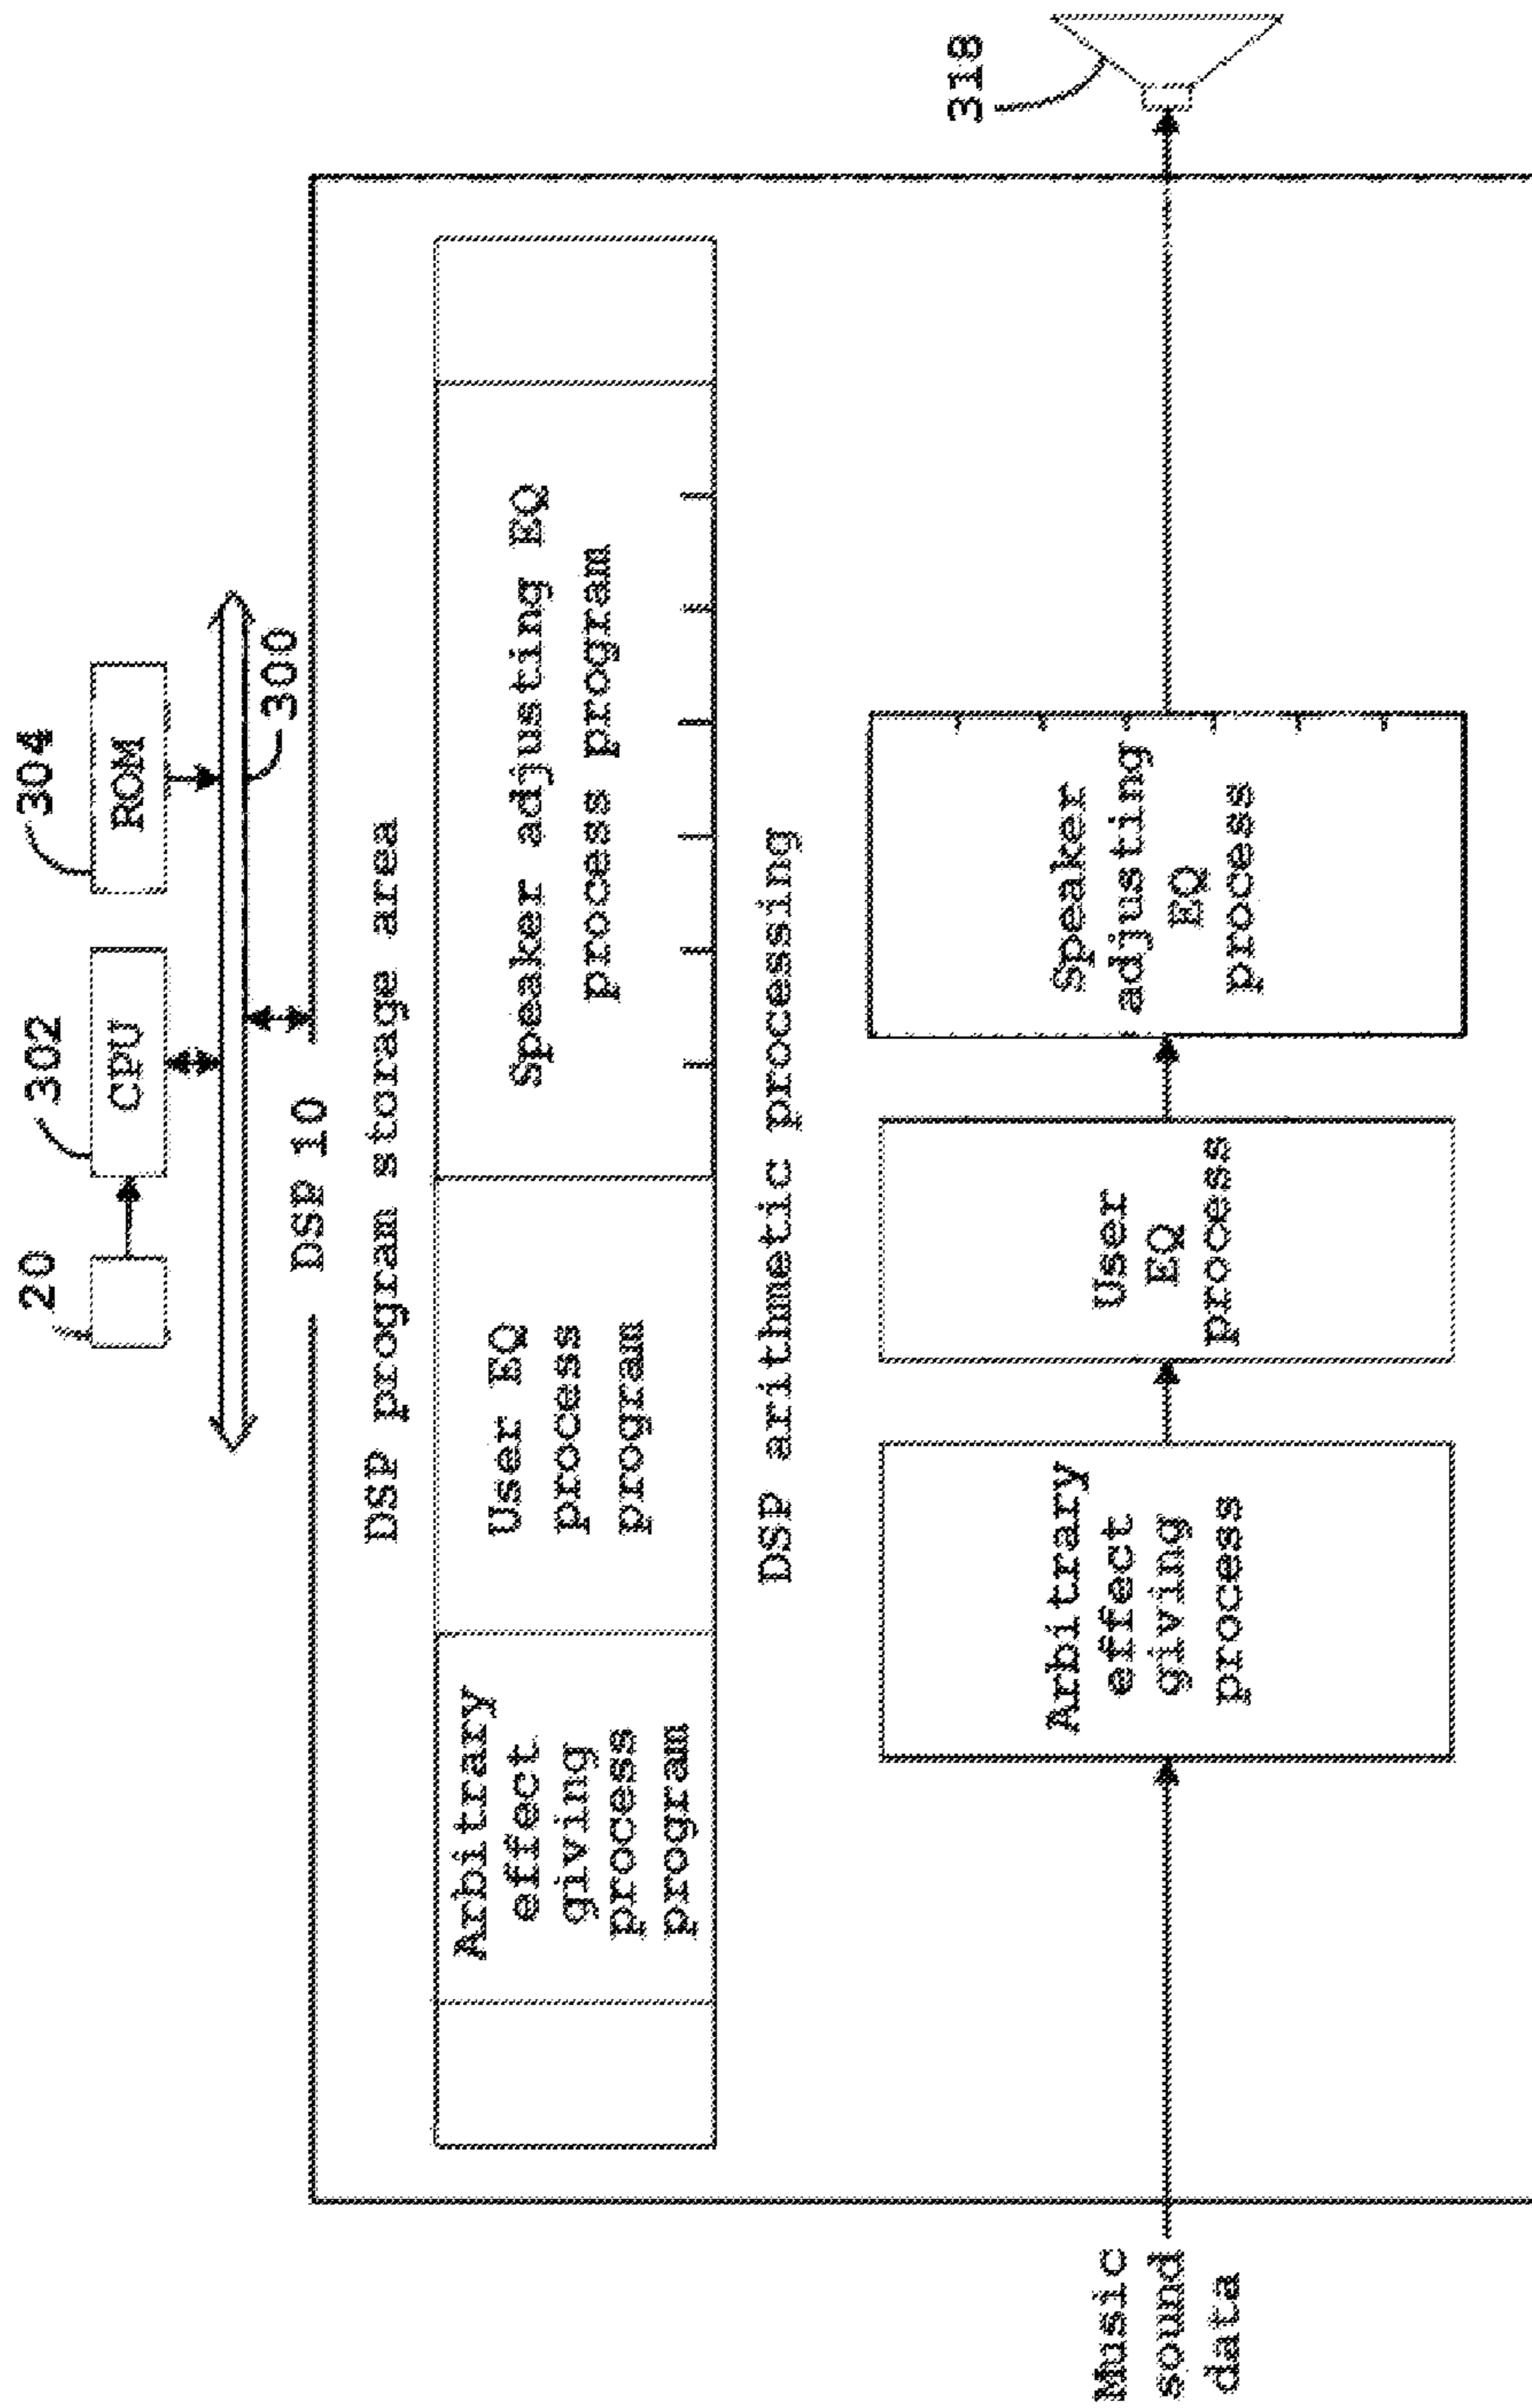 304
302
20
ROM
CPU
300
DSP 10
DSP program storage area
Arbitrary
effect
giving
process
program
User EQ
process
program
Speaker adjusting EQ
process program
DSP arithmetic processing
Music
sound
data
Arbitrary
effect
giving
process
User
EQ
process
Speaker
adjusting
EQ
process
318